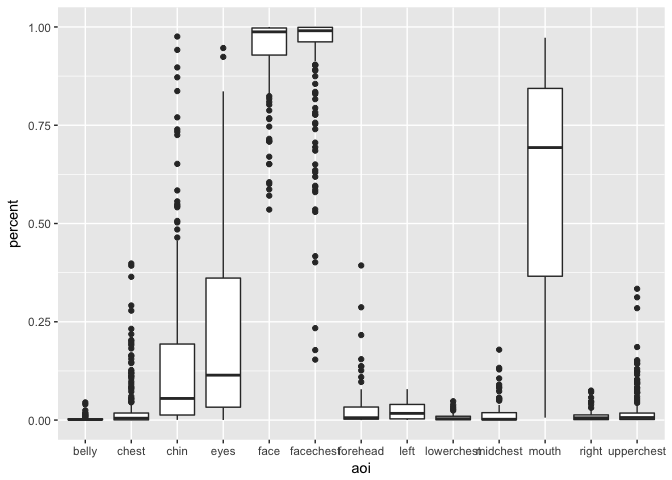 percent
1.00
0.75
0.50
0.25
0.00
belly chest chin eyes face facechest forehead left lowerchest midchest mouth right upperchest
aoi